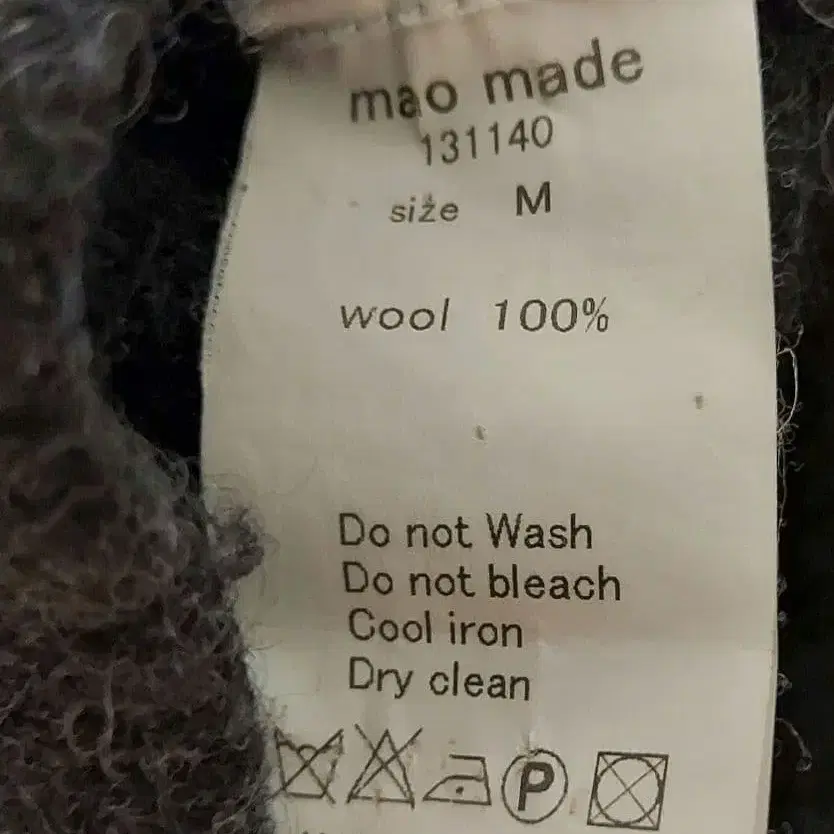 mao made
131140
size M
wool 100%
Do not Wash
Do not bleach
Cool iron
Dry clean
P